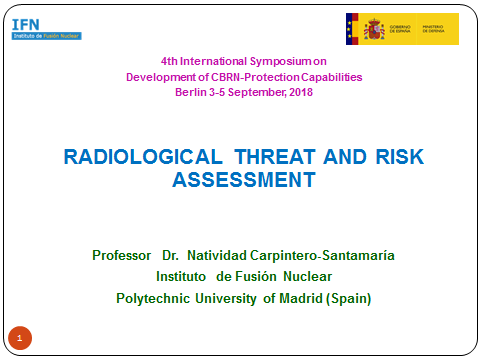 IFN
Instituto de Fusión Nuclear
GOBIERNO
DE ESPAÑA
MINISTERIO
DE DEFENSA
4th International Symposium on
Development of CBRN-Protection Capabilities
Berlin 3-5 September, 2018
RADIOLOGICAL THREAT AND RISK
ASSESSMENT
Professor Dr. Natividad Carpintero-Santamaría
Instituto de Fusión Nuclear
Polytechnic University of Madrid (Spain)
1